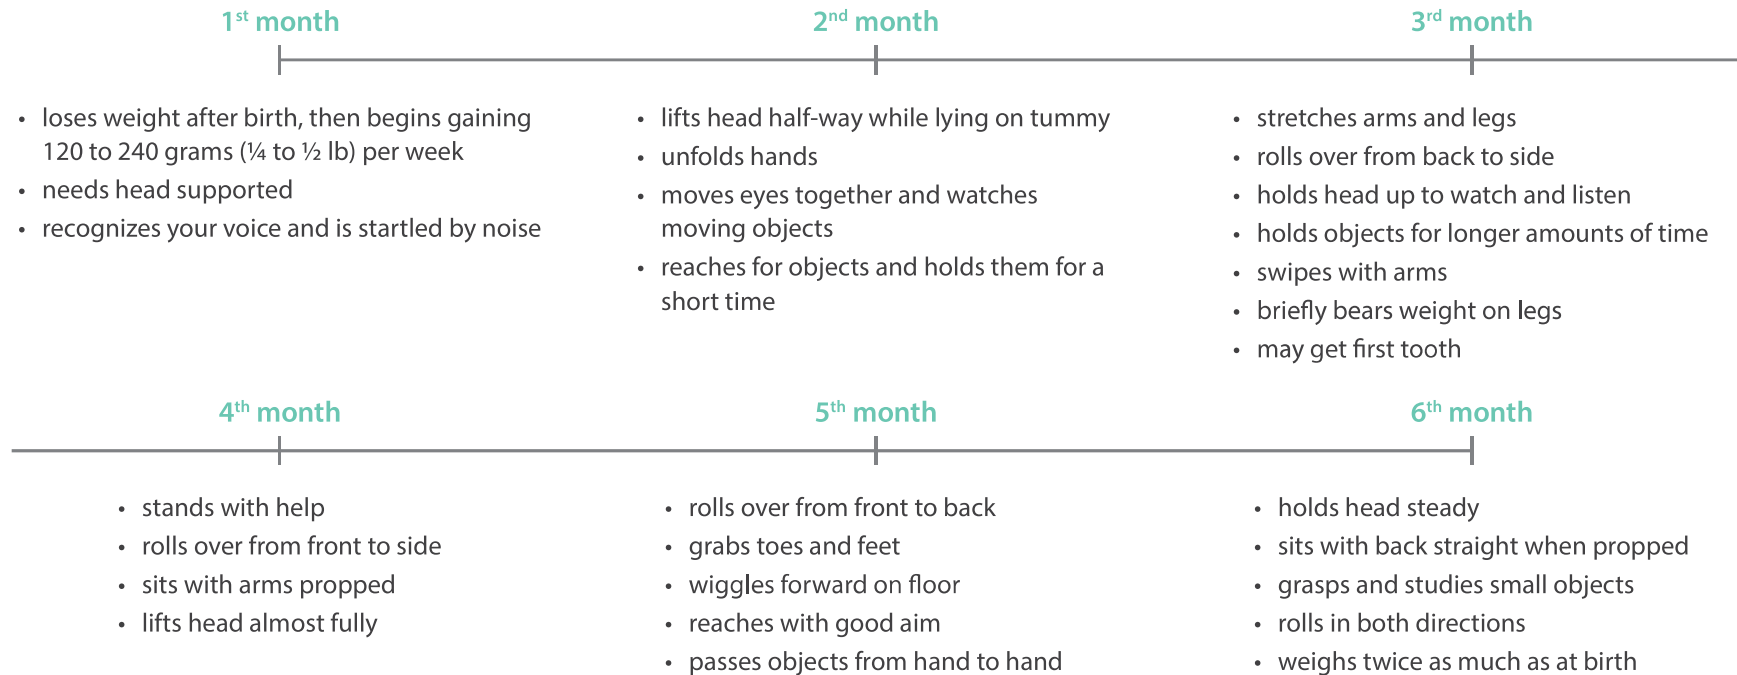 1st month
• loses weight after birth, then begins gaining
120 to 240 grams (¼ to ½ lb) per week
• needs head supported
• recognizes your voice and is startled by noise
2nd month
• lifts head half-way while lying on tummy
• unfolds hands
• moves eyes together and watches
moving objects
• reaches for objects and holds them for a
short time
3rd month
• stretches arms and legs
• rolls over from back to side
• holds head up to watch and listen
• holds objects for longer amounts of time
• swipes with arms
• briefly bears weight on legs
• may get first tooth
4th month
• stands with help
• rolls over from front to side
• sits with arms propped
• lifts head almost fully
5th month
• rolls over from front to back
• grabs toes and feet
• wiggles forward on floor
• reaches with good aim
• passes objects from hand to hand
6th month
• holds head steady
• sits with back straight when propped
• grasps and studies small objects
• rolls in both directions
• weighs twice as much as at birth